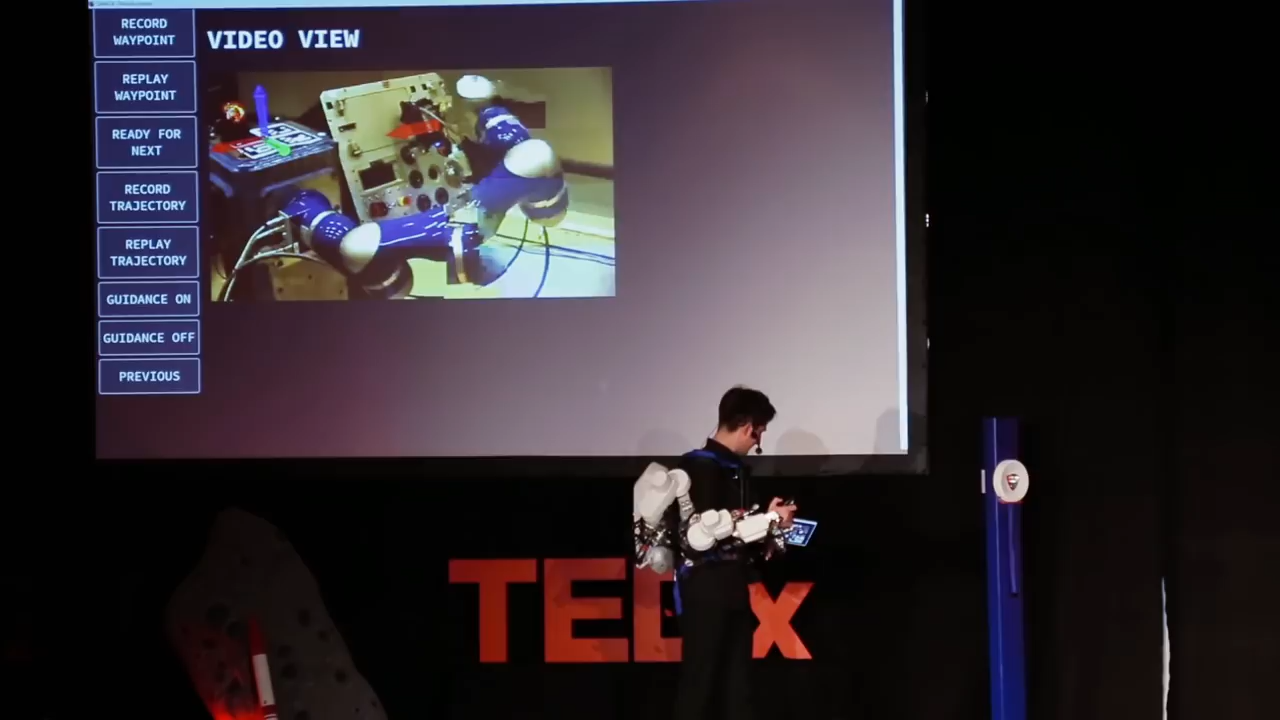 RECORD
WAYPOINT
VIDEO VIEW
REPLAY
WAYPOINT
READY FOR
NEXT
RECORD
TRAJECTORY
REPLAY
TRAJECTORY
GUIDANCE ON
GUIDANCE OFF
PREVIOUS
TEDx